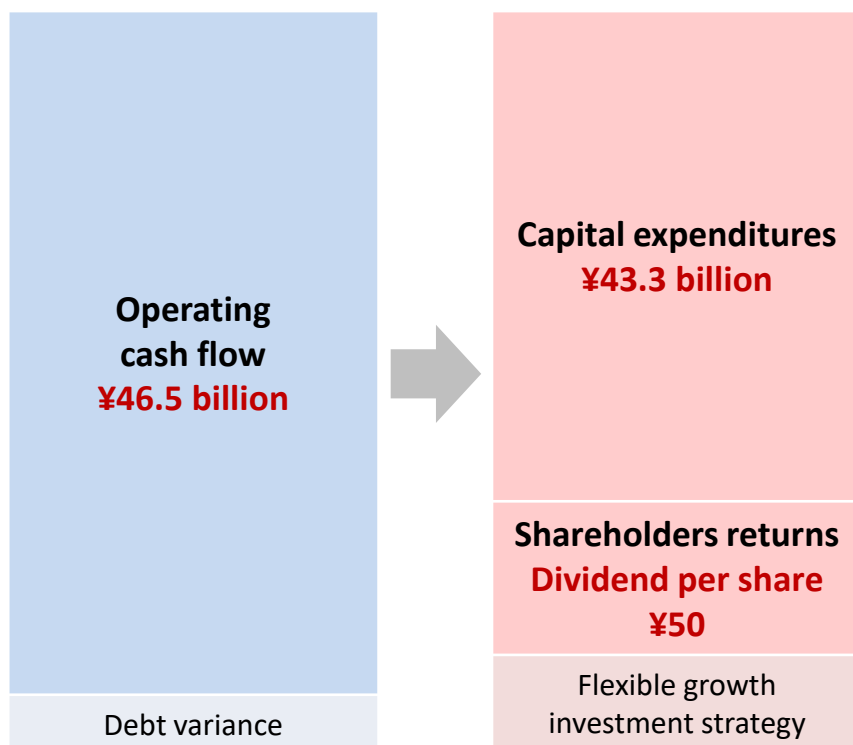 Operating
cash flow
¥46.5 billion
Debt variance
Capital expenditures
¥43.3 billion
Shareholders returns
Dividend per share
¥50
Flexible growth
investment strategy